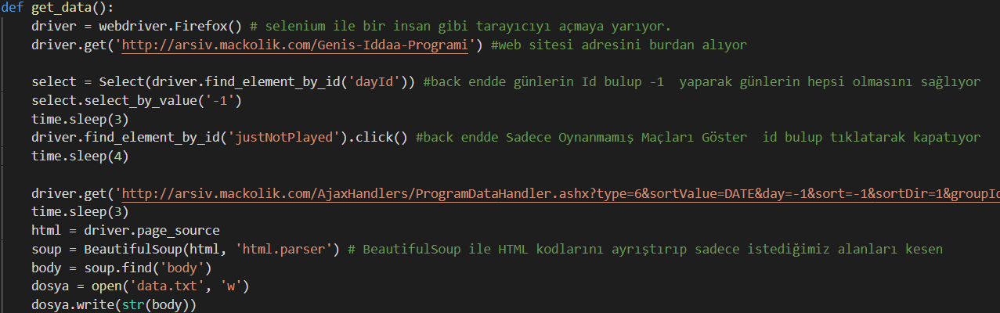 def get_data():
driver = webdriver.Firefox() # selenium ile bir insan gibi tarayıcıyı açmaya yarıyor.
driver.get('http://arsiv.mackolik.com/Genis-Iddaa-Programi') #web sitesi adresini burdan alıyor
select = Select(driver.find_element_by_id('dayId')) #back endde günlerin Id bulup -1  yaparak günlerin hepsi olmasını sağlıyor
select.select_by_value('-1')
time.sleep(3)
driver.find_element_by_id('justNotPlayed').click() #back endde Sadece Oynanmamış Maçları Göster  id bulup tıklatarak kapatıyor
time.sleep(4)
driver.get('http://arsiv.mackolik.com/AjaxHandlers/ProgramDataHandler.ashx?type=6&sortValue=DATE&day=-1&sort=-1&sortDir=1&groupId
time.sleep(3)
html = driver.page_source
soup = BeautifulSoup(html, 'html.parser') # BeautifulSoup ile HTML kodlarını ayrıştırıp sadece istediğimiz alanları kesen
body = soup.find('body')
dosya = open('data.txt', 'w')
dosya.write(str(body))